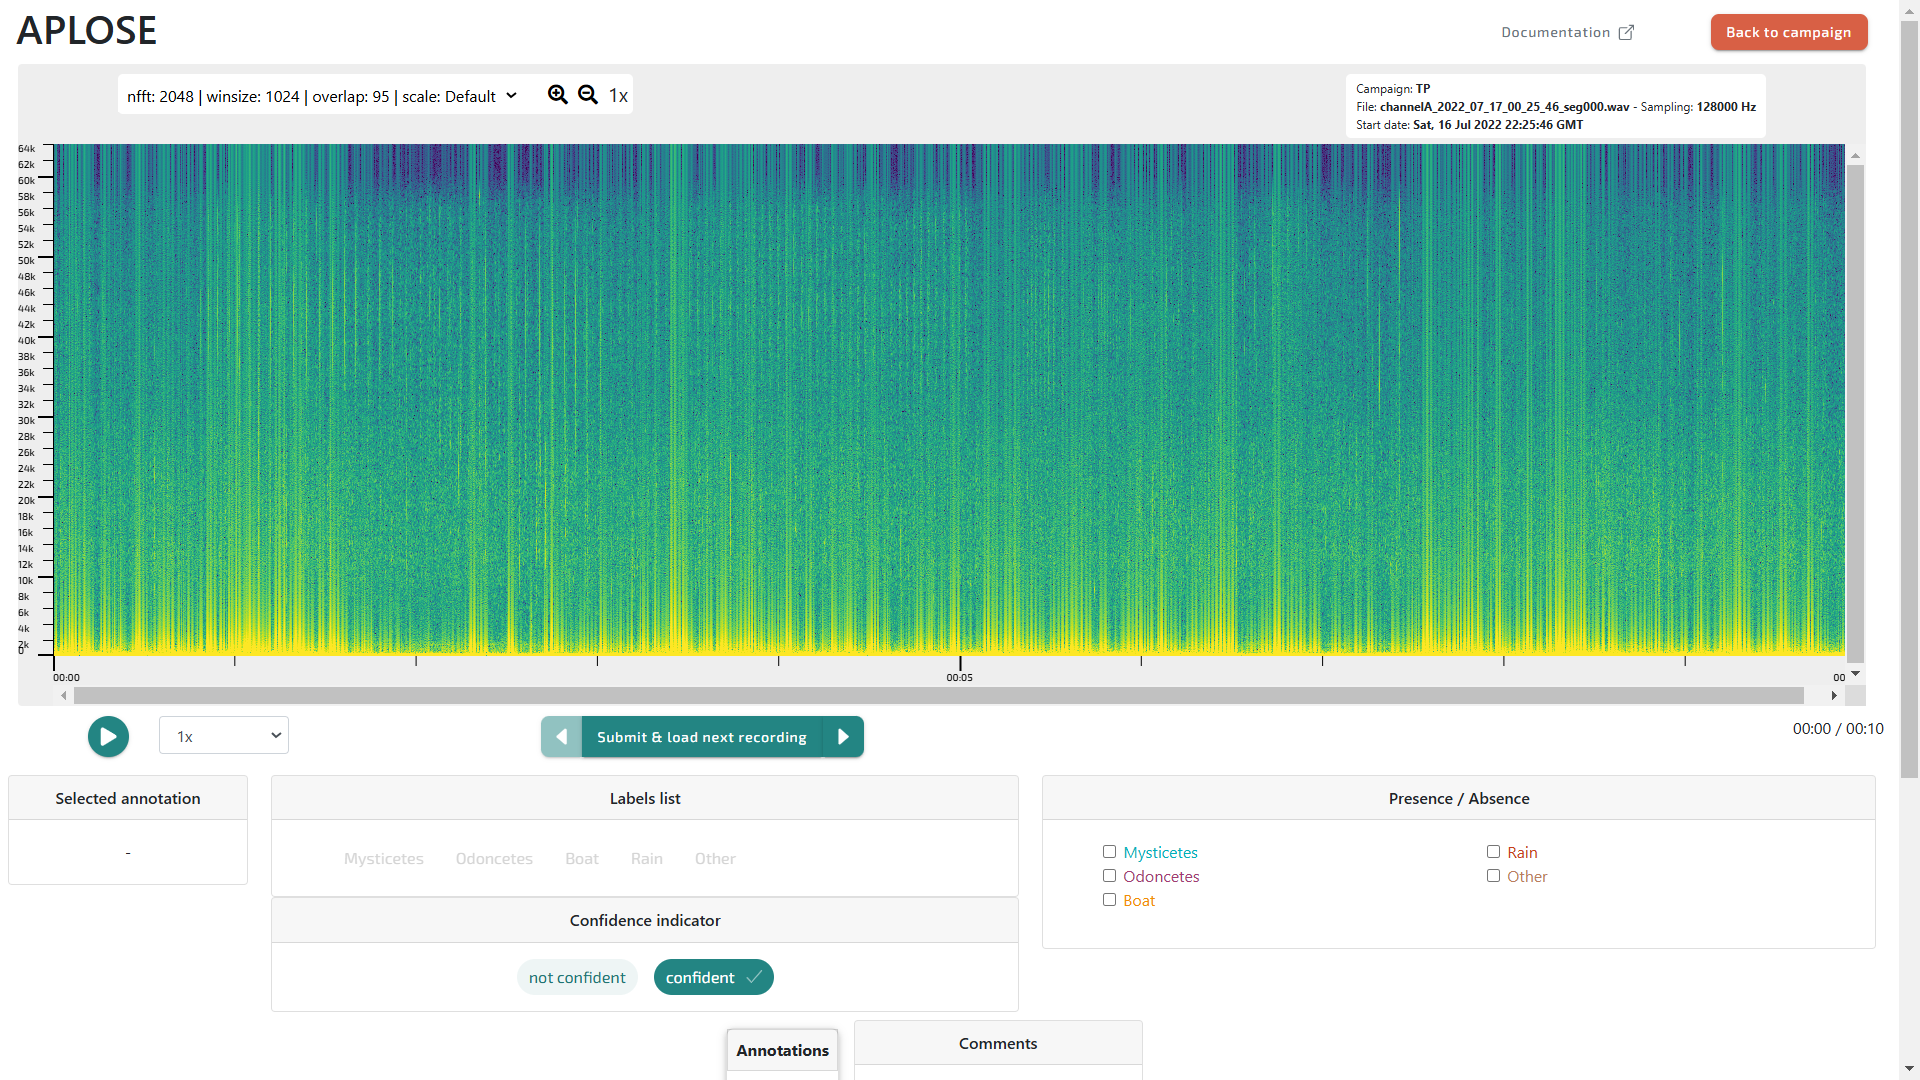 APLOSE
Documentation
Back to campaign
nfft: 2048 | winsize: 1024 | overlap: 95 | scale: Default
1x
Campaign: TP
File: channelA_2022_07_17_00_25_46_seg000.wav - Sampling: 128000 Hz
Start date: Sat, 16 Jul 2022 22:25:46 GMT
64k
62k
60k
58k
56k
54k
52k
50k
48k
46k
44k
42k
40k
38k
36k
34k
32k
30k
28k
26k
24k
22k
20k
18k
16k
14k
12k
10k
8k
6k
4k
2k
0
00:00
00:05
00
1x
Submit & load next recording
00:00 / 00:10
Selected annotation
-
Labels list
Mysticetes Odoncetes Boat Rain Other
Confidence indicator
not confident
confident
Presence / Absence
Mysticetes
Odoncetes
Boat
Rain
Other
Annotations
Comments